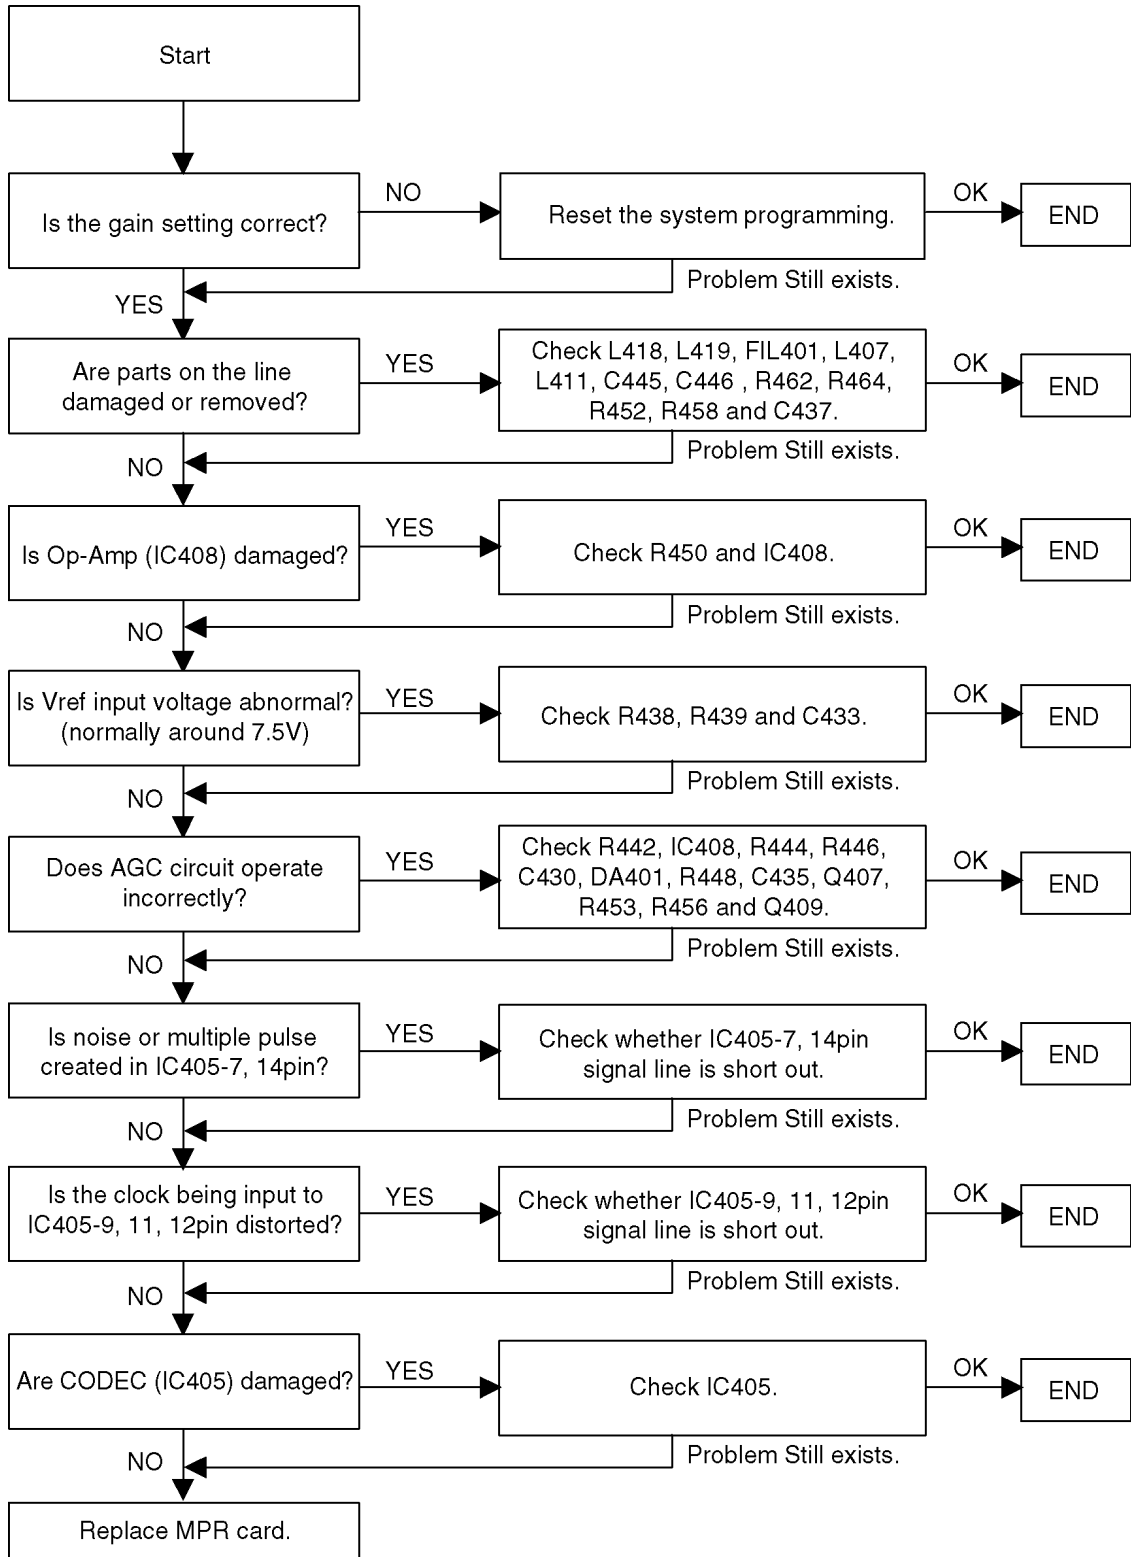 Start
Is the gain setting correct?
NO
Reset the system programming.
OK
END
Problem Still exists.
YES
Are parts on the line
damaged or removed?
YES
Check L418, L419, FIL401, L407,
L411, C445, C446 , R462, R464,
R452, R458 and C437.
OK
END
Problem Still exists.
NO
Is Op-Amp (IC408) damaged?
YES
Check R450 and IC408.
OK
END
Problem Still exists.
NO
Is Vref input voltage abnormal?
(normally around 7.5V)
YES
Check R438, R439 and C433.
OK
END
Problem Still exists.
NO
Does AGC circuit operate
incorrectly?
YES
Check R442, IC408, R444, R446,
C430, DA401, R448, C435, Q407,
R453, R456 and Q409.
OK
END
Problem Still exists.
NO
Is noise or multiple pulse
created in IC405-7, 14pin?
YES
Check whether IC405-7, 14pin
signal line is short out.
OK
END
Problem Still exists.
NO
Is the clock being input to
IC405-9, 11, 12pin distorted?
YES
Check whether IC405-9, 11, 12pin
signal line is short out.
OK
END
Problem Still exists.
NO
Are CODEC (IC405) damaged?
YES
Check IC405.
OK
END
Problem Still exists.
NO
Replace MPR card.